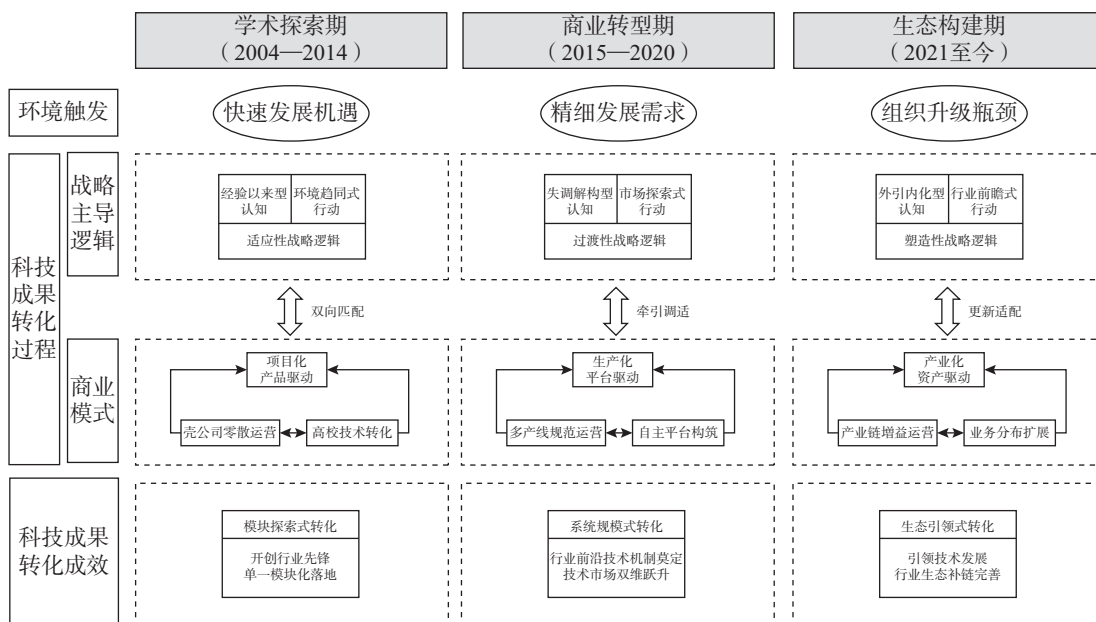 学术探索期
（2004—2014）
商业转型期
（2015—2020）
生态构建期
（2021至今）
环境触发
快速发展机遇
精细发展需求
组织升级瓶颈
科技
成果
转化
过程
战略
主导
逻辑
经验以来型
认知
环境趋同式
行动
适应性战略逻辑
失调解构型
认知
市场探索式
行动
过渡性战略逻辑
外引内化型
认知
行业前瞻式
行动
塑造性战略逻辑
双向匹配
牵引调适
更新适配
商业
模式
项目化
产品驱动
壳公司零散运营
高校技术转化
生产化
平台驱动
多产线规范运营
自主平台构筑
产业化
资产驱动
产业链增益运营
业务分布扩展
科技成果
转化成效
模块探索式转化
开创行业先锋
单一模块化落地
系统规模式转化
行业前沿技术机制奠定
技术市场双维跃升
生态引领式转化
引领技术发展
行业生态补链完善